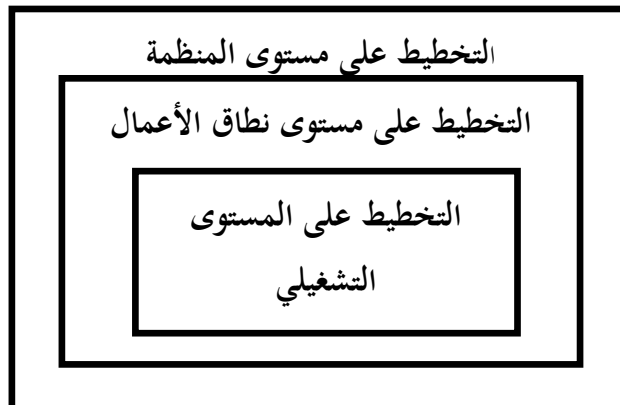 التخطيط على مستوى المنظمة
التخطيط على مستوى نطاق الأعمال
التخطيط على المستوى
التشغيلي